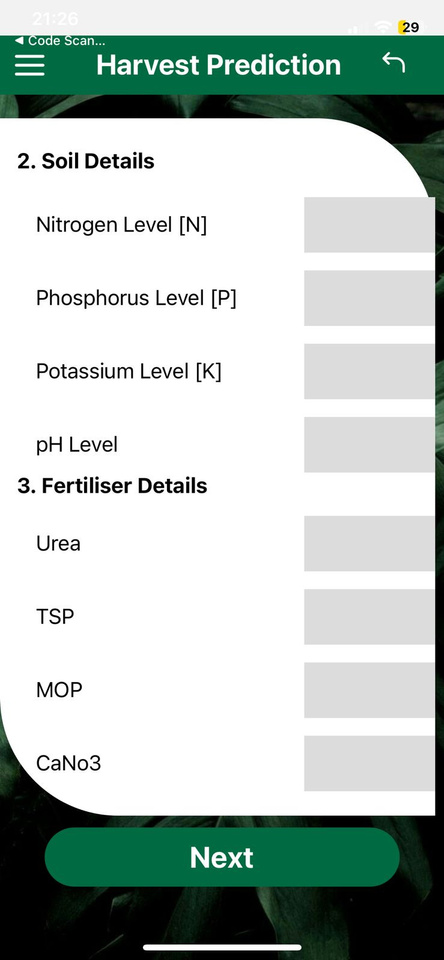 21:26
29
◀ Code Scan...
Harvest Prediction
2. Soil Details
Nitrogen Level [N]
Phosphorus Level [P]
Potassium Level [K]
pH Level
3. Fertiliser Details
Urea
TSP
MOP
CaNo3
Next